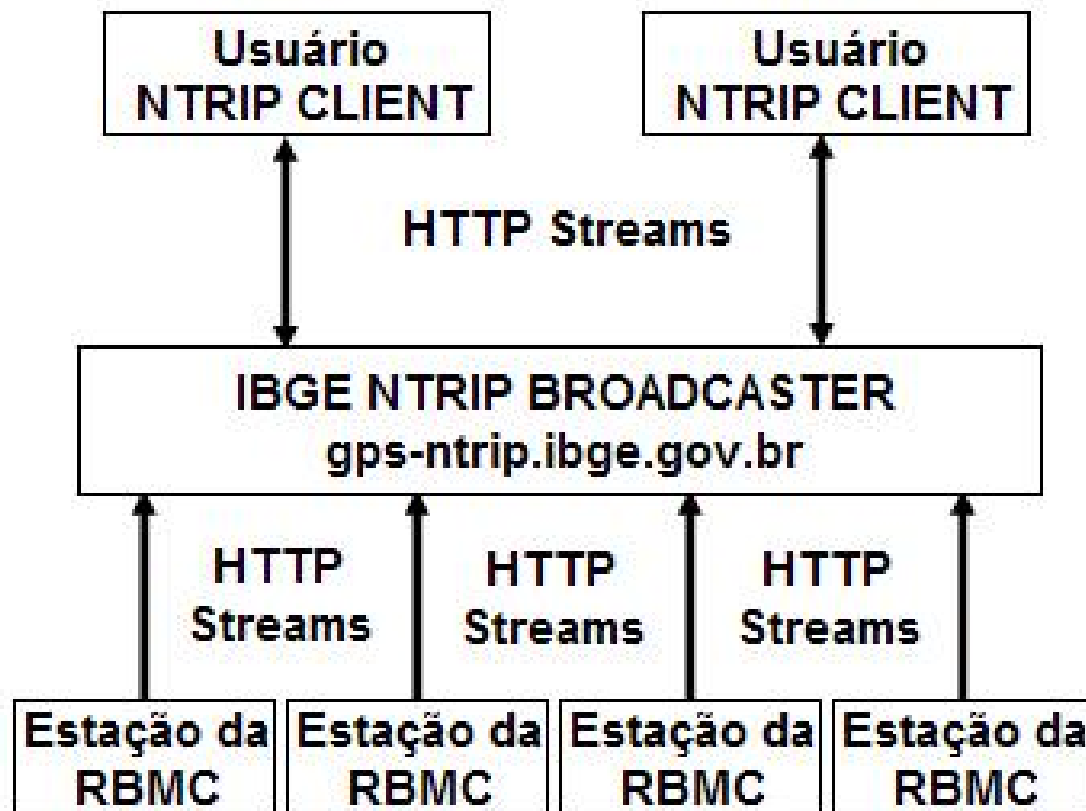 Usuário
NTRIP CLIENT
Usuário
NTRIP CLIENT
HTTP Streams
IBGE NTRIP BROADCASTER
gps-ntrip.ibge.gov.br
HTTP
Streams
HTTP
Streams
HTTP
Streams
Estação da
RBMC
Estação da
RBMC
Estação da
RBMC
Estação da
RBMC